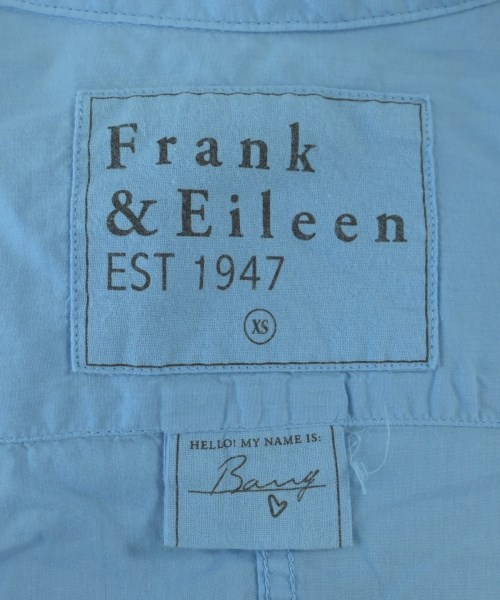 Frank
& Eileen
EST 1947
XS
HELLO! MY NAME IS:
Barry